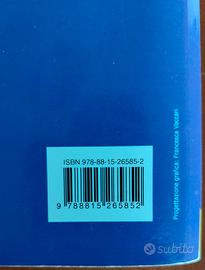 ISBN 978-88-15-26585-2
9 788815 265852
Progettazione grafica: Francesca Vaccari
subito